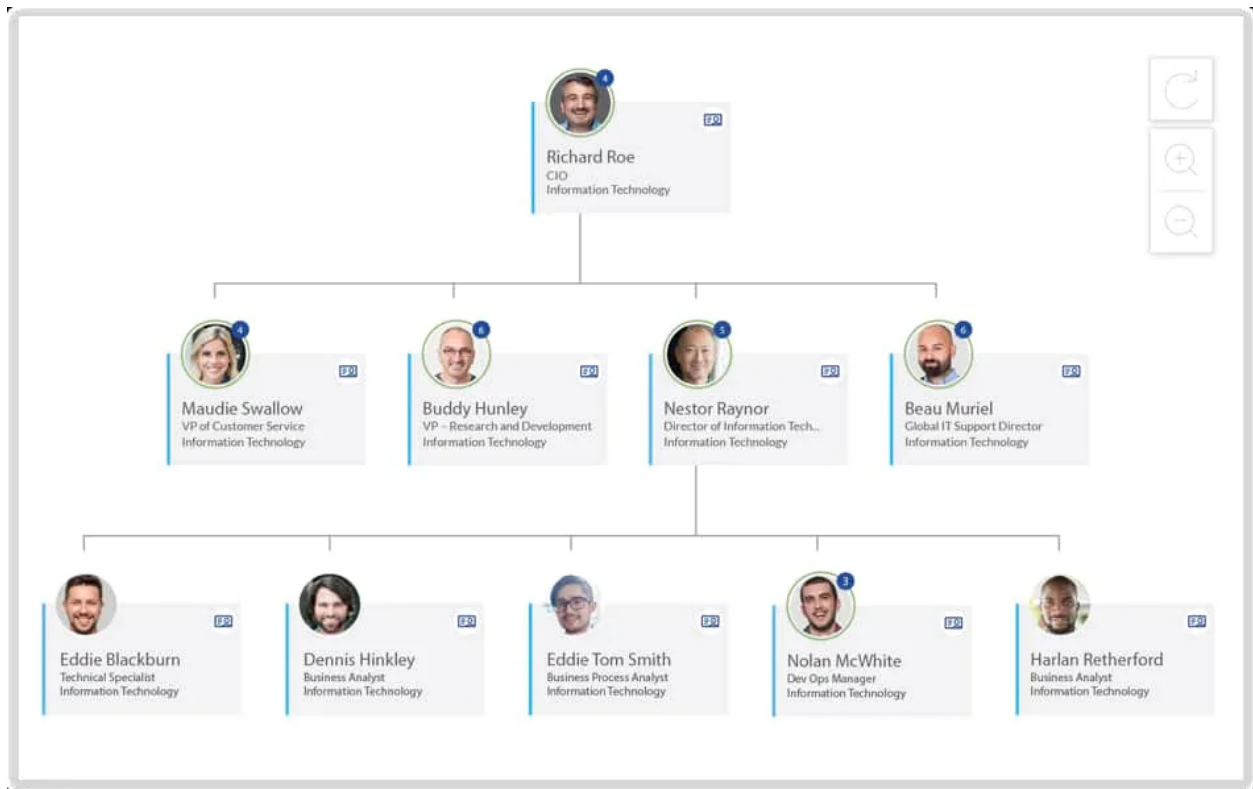 4
Richard Roe
CIO
Information Technology
4
6
5
6
Maudie Swallow
VP of Customer Service
Information Technology
Buddy Hunley
VP – Research and Development
Information Technology
Nestor Raynor
Director of Information Tech...
Information Technology
Beau Muriel
Global IT Support Director
Information Technology
3
Eddie Blackburn
Technical Specialist
Information Technology
Dennis Hinkley
Business Analyst
Information Technology
Eddie Tom Smith
Business Process Analyst
Information Technology
Nolan McWhite
Dev Ops Manager
Information Technology
Harlan Retherford
Business Analyst
Information Technology